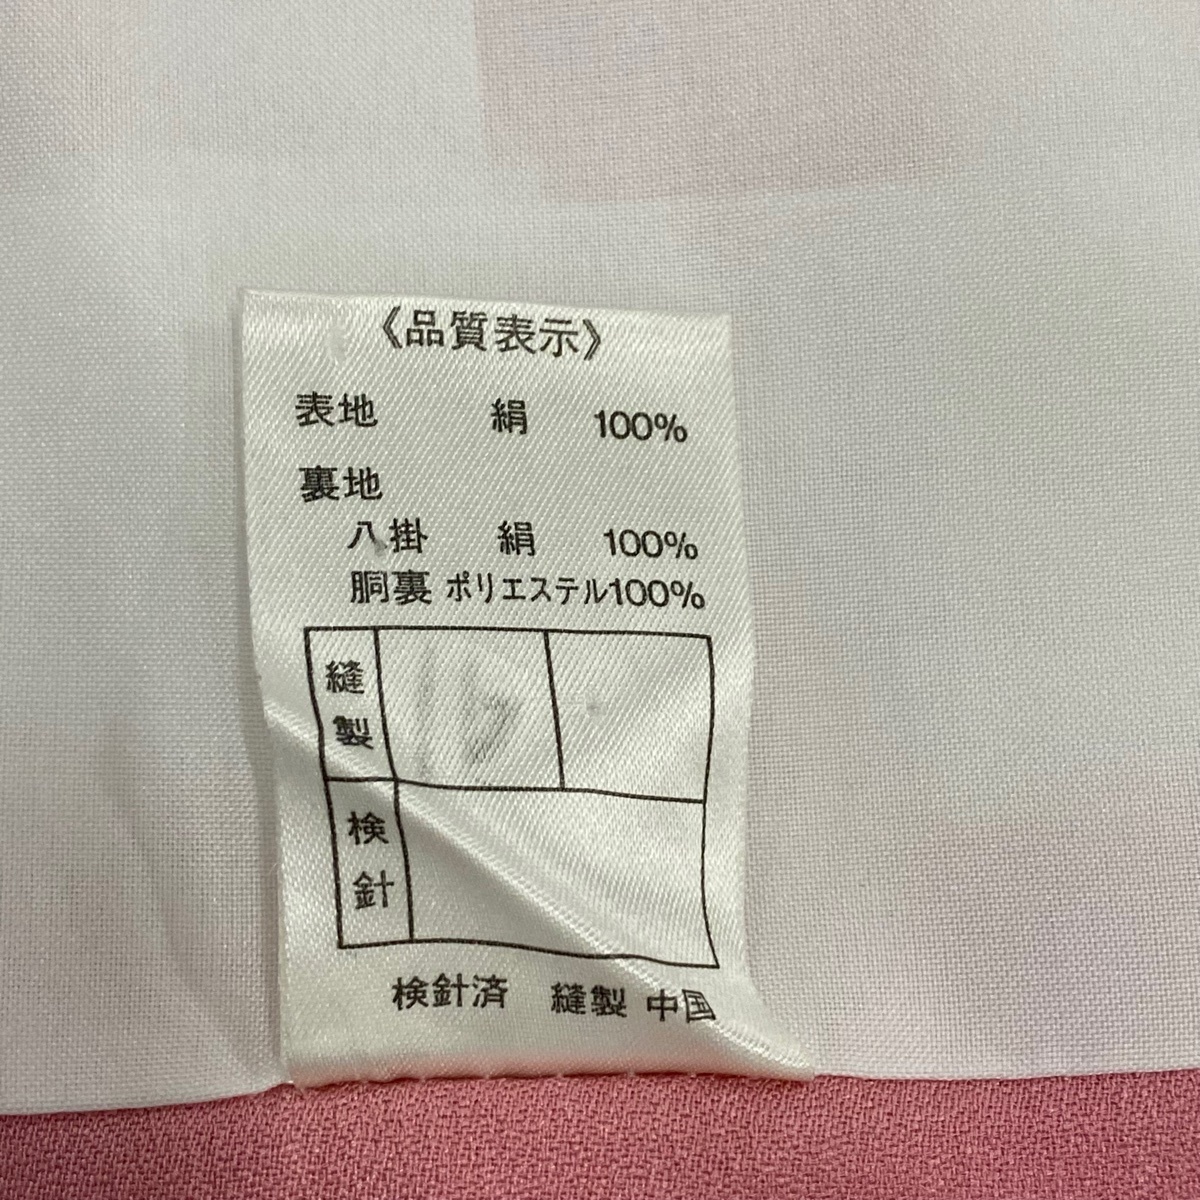 《品質表示》
表地 絹 100%
裏地
八掛 絹 100%
胴裏 ポリエステル100%
縫製
検針
検針済 縫製 中国